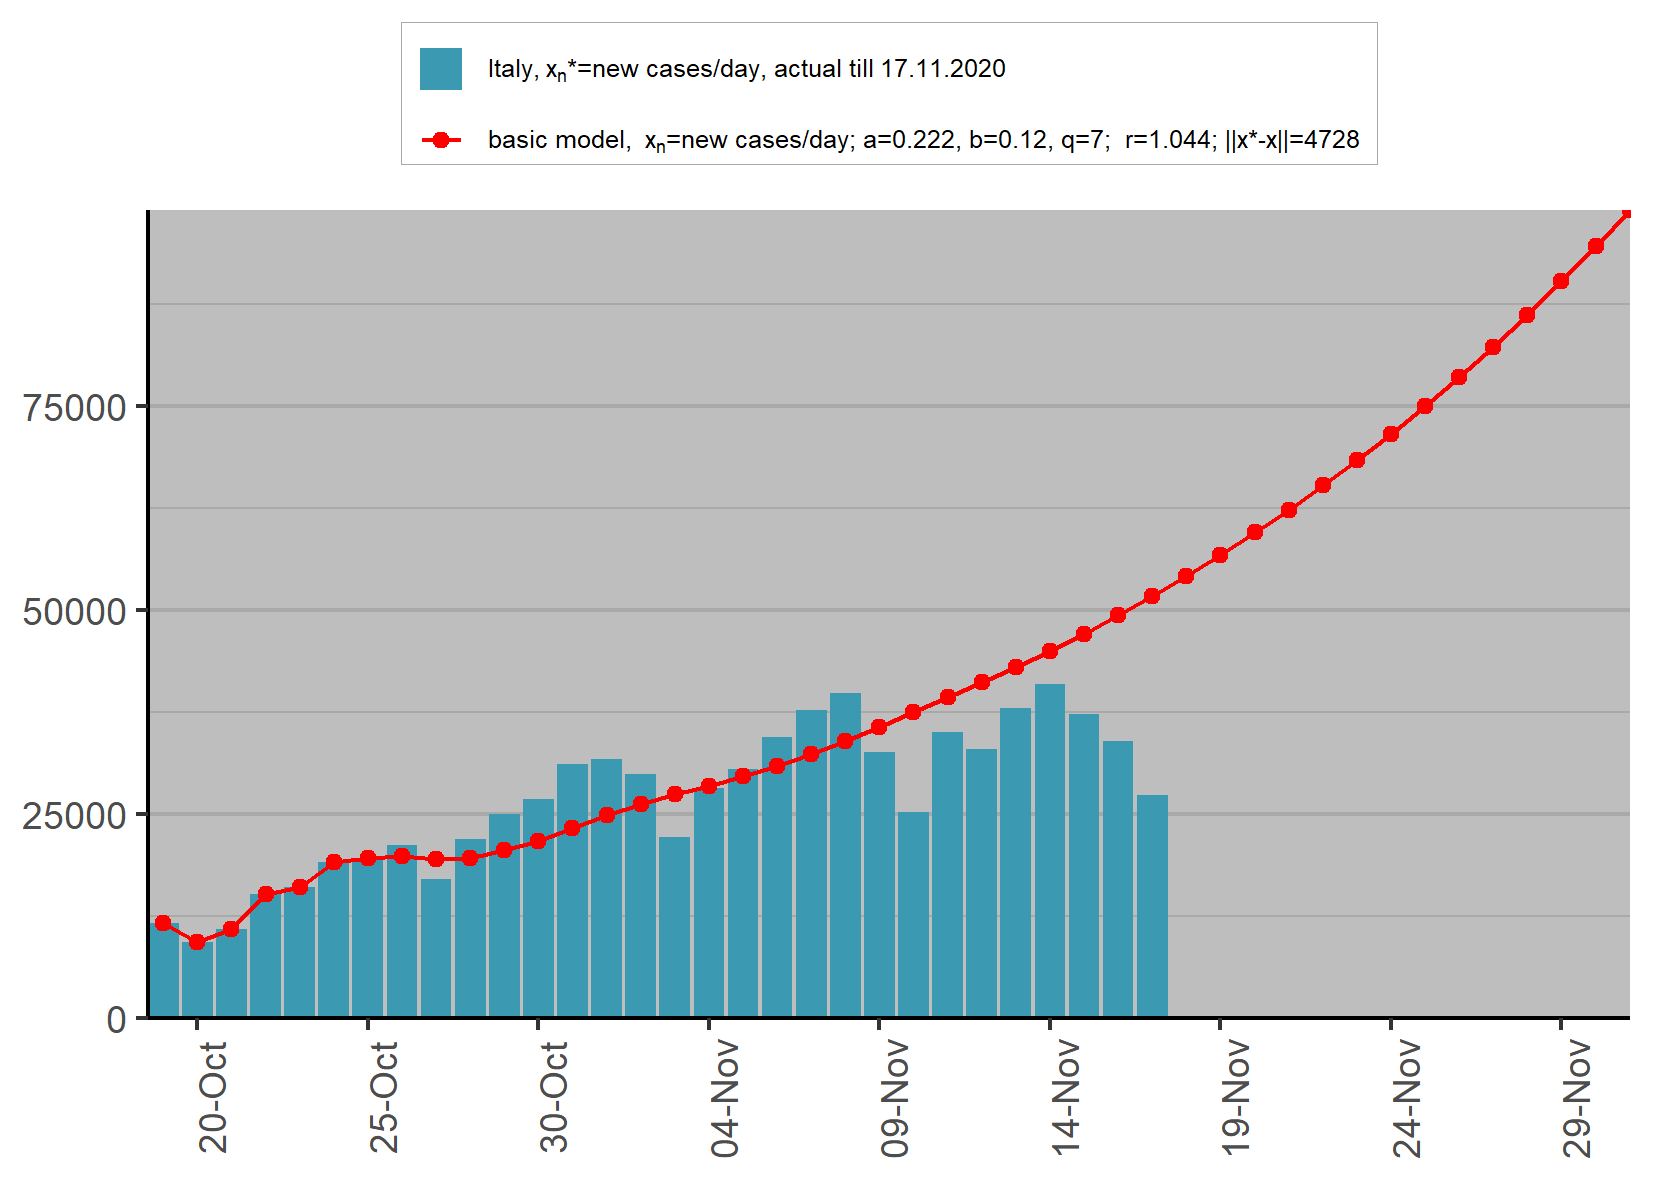 Italy, xₙ*=new cases/day, actual till 17.11.2020
basic model,  xₙ=new cases/day; a=0.222, b=0.12, q=7;  r=1.044; ||x*-x||=4728
75000
50000
25000
0
20-Oct
25-Oct
30-Oct
04-Nov
09-Nov
14-Nov
19-Nov
24-Nov
29-Nov